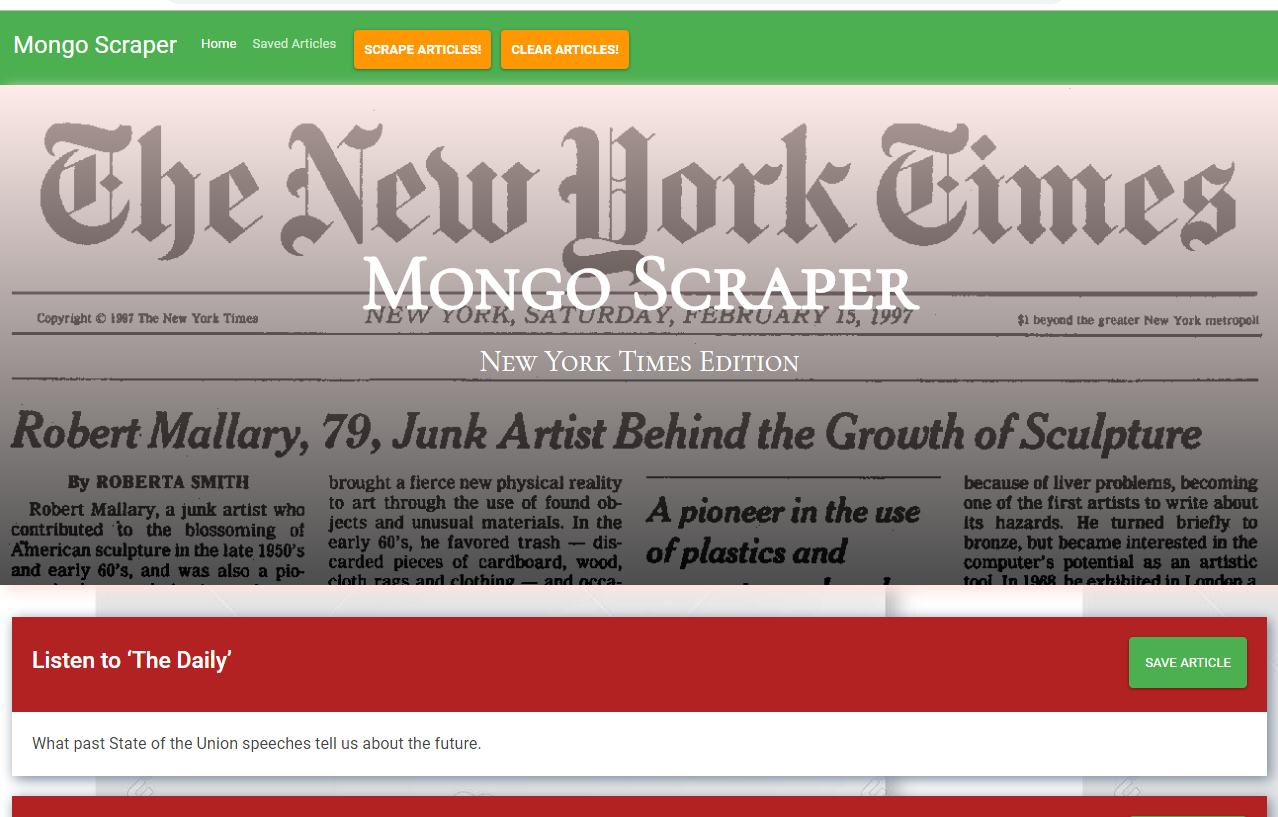 Mongo Scraper Home Saved Articles SCRAPE ARTICLES! CLEAR ARTICLES!
The New York Times
Mongo Scraper
Copyright © 1997 The New York Times NEW YORK, SATURDAY, FEBRUARY 15, 1997 $1 beyond the greater New York metropolit
New York Times Edition
Robert Mallary, 79, Junk Artist Behind the Growth of Sculpture
By ROBERTA SMITH
Robert Mallary, a junk artist who
contributed to the blossoming of
American sculpture in the late 1950's
and early 60's, and was also a pio-
brought a fierce new physical reality
to art through the use of found ob-
jects and unusual materials. In the
early 60's, he favored trash — dis-
carded pieces of cardboard, wood,
cloth rags and clothing — and occa-
A pioneer in the use
of plastics and
because of liver problems, becoming
one of the first artists to write about
its hazards. He turned briefly to
bronze, but became interested in the
computer's potential as an artistic
tool. In 1968, he exhibited in London a
Listen to ‘The Daily’
SAVE ARTICLE
What past State of the Union speeches tell us about the future.